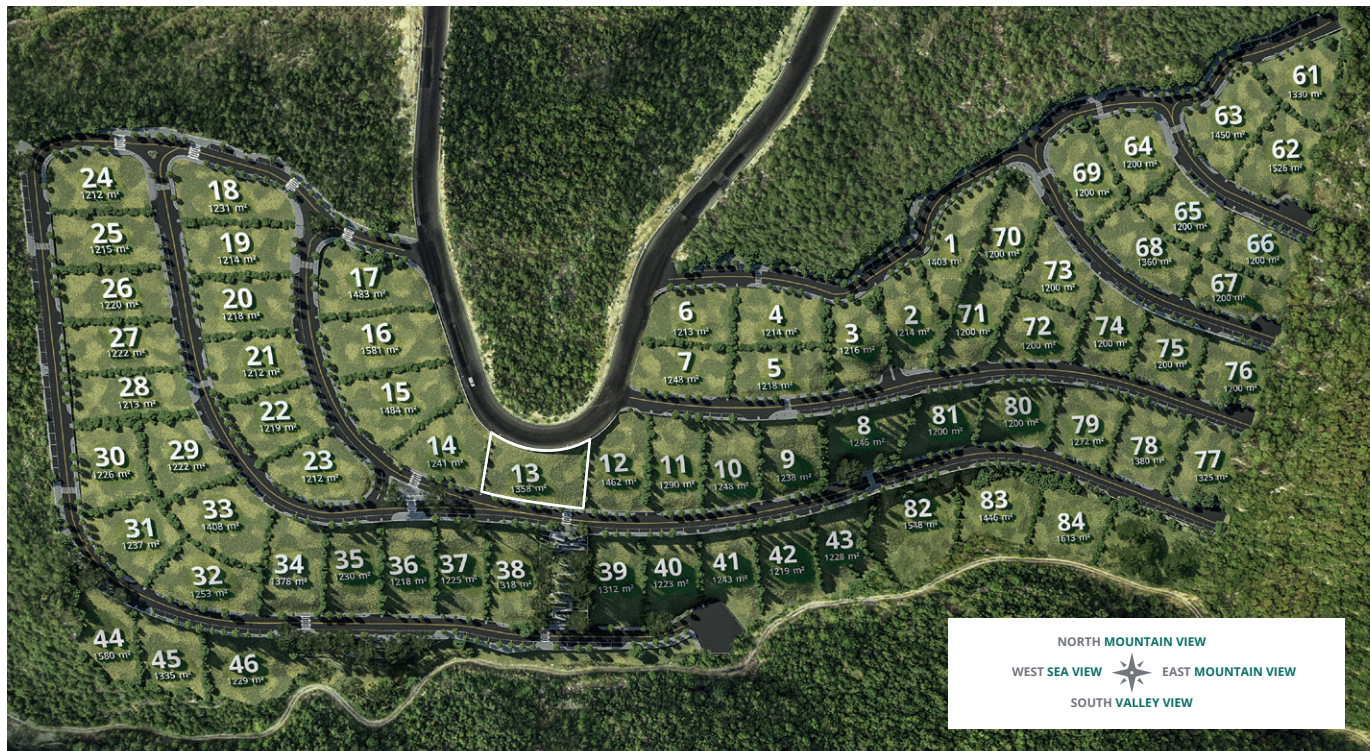 61
1330 m²
63
1450 m²
62
1526 m²
64
1200 m²
69
1200 m²
65
1200 m²
66
1200 m²
68
1360 m²
67
1200 m²
1
1403 m²
70
1200 m²
73
1200 m²
24
1212 m²
18
1231 m²
25
1215 m²
19
1214 m²
17
1483 m²
26
1220 m²
20
1218 m²
6
1213 m²
4
1214 m²
3
1216 m²
2
1214 m²
71
1200 m²
72
1200 m²
74
1200 m²
75
1200 m²
76
1200 m²
27
1222 m²
21
1212 m²
16
1581 m²
7
1248 m²
5
1218 m²
28
1213 m²
22
1219 m²
15
1484 m²
30
1226 m²
29
1222 m²
23
1212 m²
14
1241 m²
13
1358 m²
12
1462 m²
11
1290 m²
10
1248 m²
9
1238 m²
8
1246 m²
81
1200 m²
80
1200 m²
79
1272 m²
78
1380 m²
77
1325 m²
31
1237 m²
33
1408 m²
82
1548 m²
83
1446 m²
84
1613 m²
32
1253 m²
34
1378 m²
35
1230 m²
36
1218 m²
37
1225 m²
38
1318 m²
39
1312 m²
40
1223 m²
41
1243 m²
42
1219 m²
43
1228 m²
44
1580 m²
45
1335 m²
46
1229 m²
NORTH MOUNTAIN VIEW
WEST SEA VIEW EAST MOUNTAIN VIEW
SOUTH VALLEY VIEW